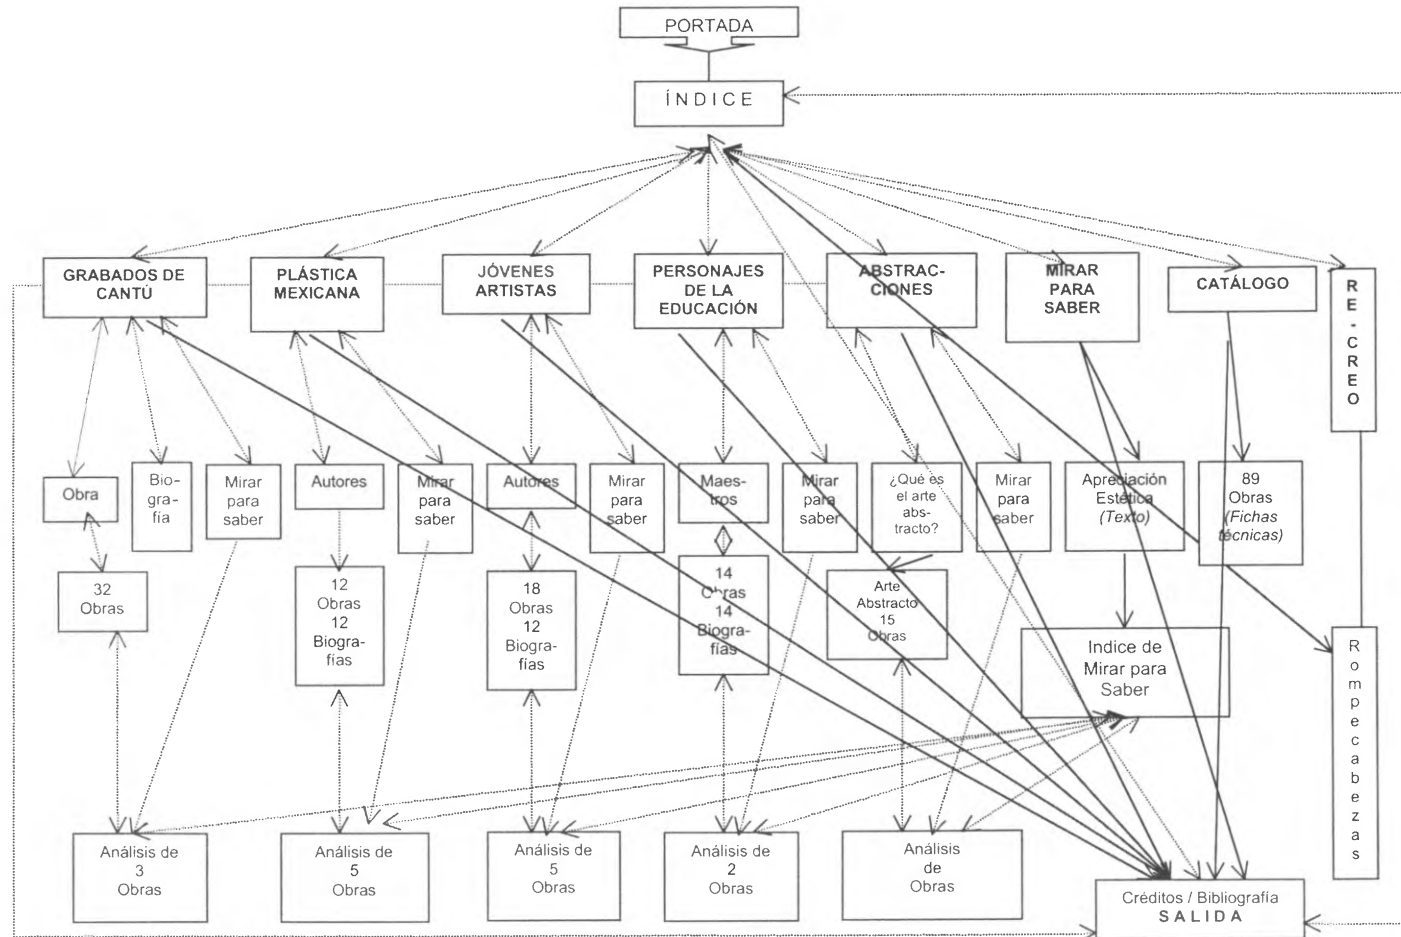 PORTADA
ÍNDICE
GRABADOS DE
CANTÚ
PLÁSTICA
MEXICANA
JÓVENES
ARTISTAS
PERSONAJES
DE LA
EDUCACIÓN
ABSTRAC-
CIONES
MIRAR
PARA
SABER
CATÁLOGO
RE-CREO
Obra
Bio-
gra-
fía
Mirar
para
saber
Autores
Mirar
para
saber
Autores
Mirar
para
saber
Maes-
tros
Mirar
para
saber
¿Qué es
el arte
abs-
tracto?
Mirar
para
saber
Apreciación
Estética
(Texto)
89
Obras
(Fichas
técnicas)
32
Obras
12
Obras
12
Biogra-
fías
18
Obras
12
Biogra-
fías
14
Obras
14
Biogra-
fías
Arte
Abstracto
15
Obras
Indice de
Mirar para
Saber
Rompecabezas
Análisis de
3
Obras
Análisis de
5
Obras
Análisis de
5
Obras
Análisis de
2
Obras
Análisis
de
Obras
Créditos / Bibliografía
SALIDA